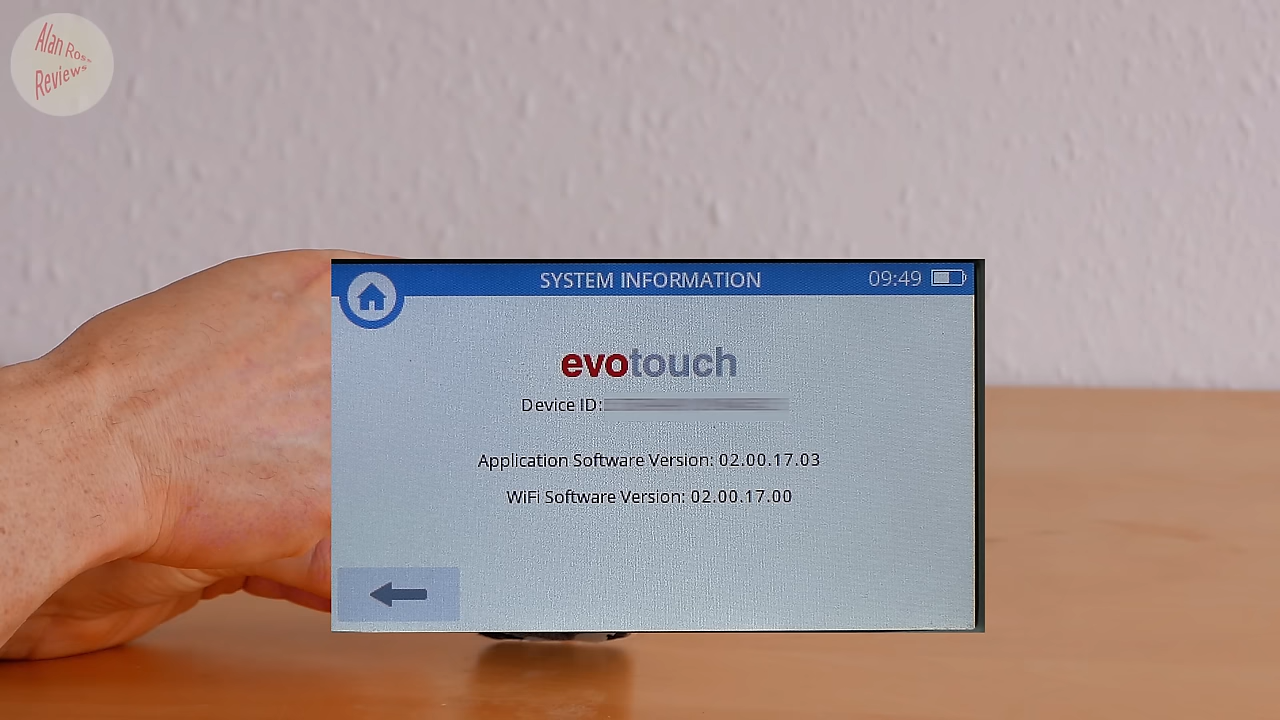 Alan Ross
Reviews
SYSTEM INFORMATION
09:49
evotouch
Device ID:
Application Software Version: 02.00.17.03
WiFi Software Version: 02.00.17.00